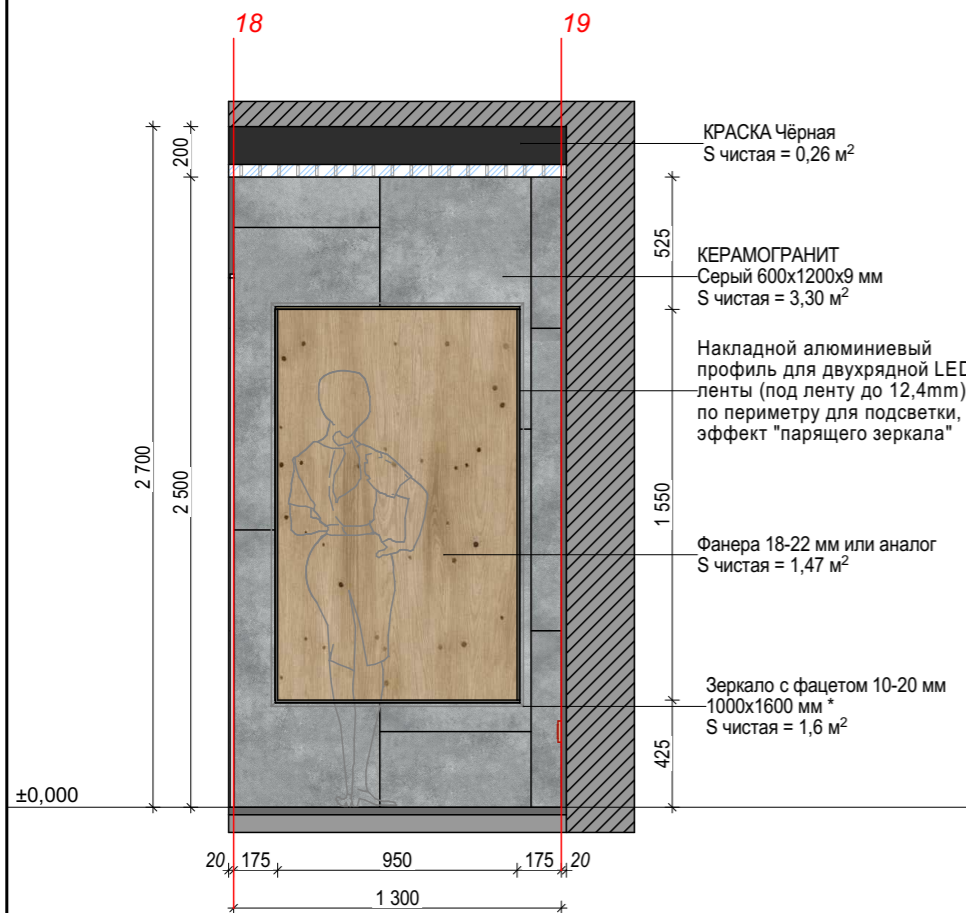 18
19
КРАСКА Чёрная
S чистая = 0,26 м²
КЕРАМОГРАНИТ
Серый 600х1200х9 мм
S чистая = 3,30 м²
Накладной алюминиевый
профиль для двухрядной LED
ленты (под ленту до 12,4mm)
по периметру для подсветки,
эффект "парящего зеркала"
Фанера 18-22 мм или аналог
S чистая = 1,47 м²
Зеркало с фацетом 10-20 мм
1000х1600 мм *
S чистая = 1,6 м²
200
2 700
2 500
525
1 550
425
±0,000
20
175
950
175
20
1 300